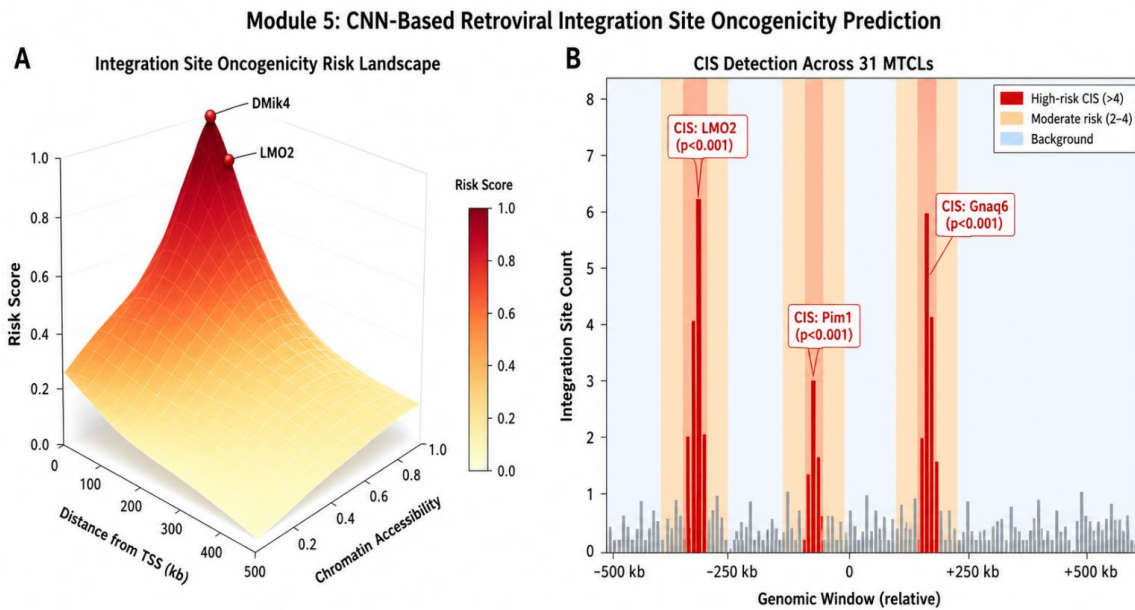 Module 5: CNN-Based Retroviral Integration Site Oncogenicity Prediction
A
Integration Site Oncogenicity Risk Landscape
DMik4
LMO2
Risk Score
1.0
0.8
0.6
0.4
0.2
0.0
Risk Score
1.0
0.8
0.6
0.4
0.2
0.0
0
100
200
300
400
500
Distance from TSS (kb)
0.2
0.4
0.6
0.8
1.0
Chromatin Accessibility
B
CIS Detection Across 31 MTCLs
High-risk CIS (>4)
Moderate risk (2–4)
Background
CIS: LMO2
(p<0.001)
CIS: Pim1
(p<0.001)
CIS: Gnaq6
(p<0.001)
Integration Site Count
8
7
6
5
4
3
2
1
0
−500 kb
−250 kb
0
+250 kb
+500 kb
Genomic Window (relative)